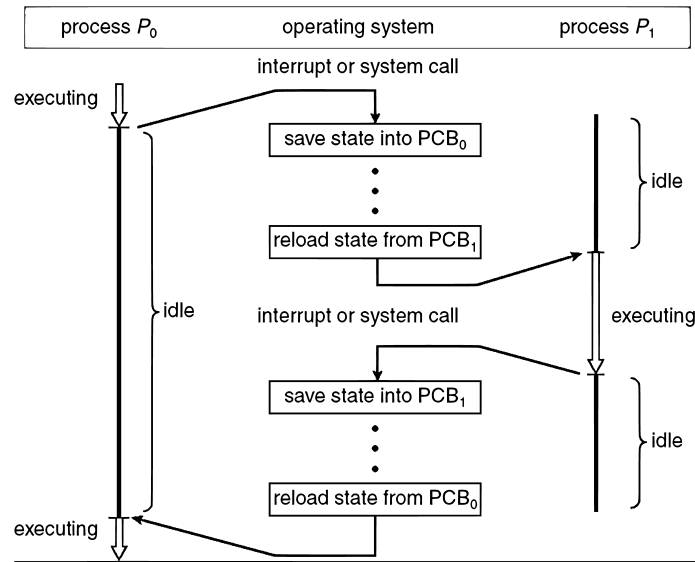 process P₀ operating system process P₁
interrupt or system call
executing
save state into PCB₀
idle
reload state from PCB₁
idle
interrupt or system call
executing
save state into PCB₁
idle
reload state from PCB₀
executing